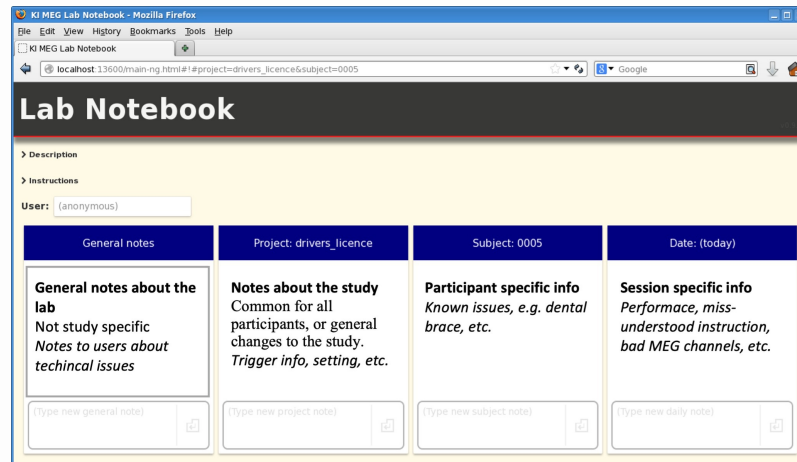 KI MEG Lab Notebook - Mozilla Firefox
File Edit View History Bookmarks Tools Help
KI MEG Lab Notebook
localhost:13600/main-ng.html#!#project=drivers_licence&subject=0005
Google
Lab Notebook
Description
Instructions
User: (anonymous)
General notes
General notes about the
lab
Not study specific
Notes to users about
techincal issues
(Type new general note)
Project: drivers_licence
Notes about the study
Common for all
participants, or general
changes to the study.
Trigger info, setting, etc.
(Type new project note)
Subject: 0005
Participant specific info
Known issues, e.g. dental
brace, etc.
(Type new subject note)
Date: (today)
Session specific info
Performace, miss-
understood instruction,
bad MEG channels, etc.
(Type new daily note)